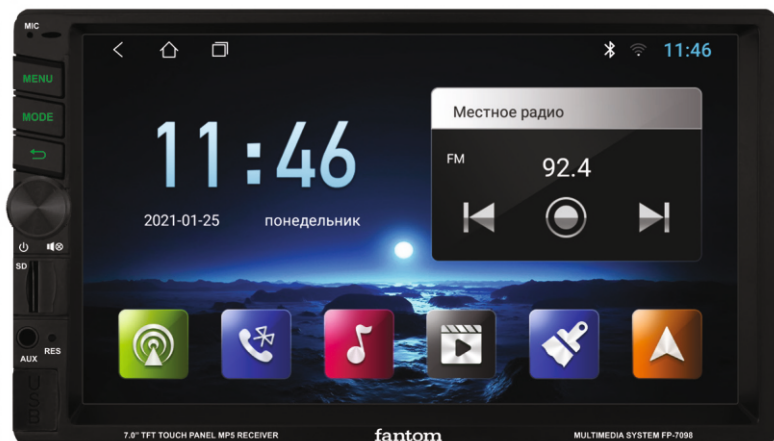 MIC
11:46
MENU
MODE
11:46
2021-01-25 понедельник
Местное радио
FM
92.4
SD
AUX
RES
USB
7.0" TFT TOUCH PANEL MP5 RECEIVER
fantom
MULTIMEDIA SYSTEM FP-7098